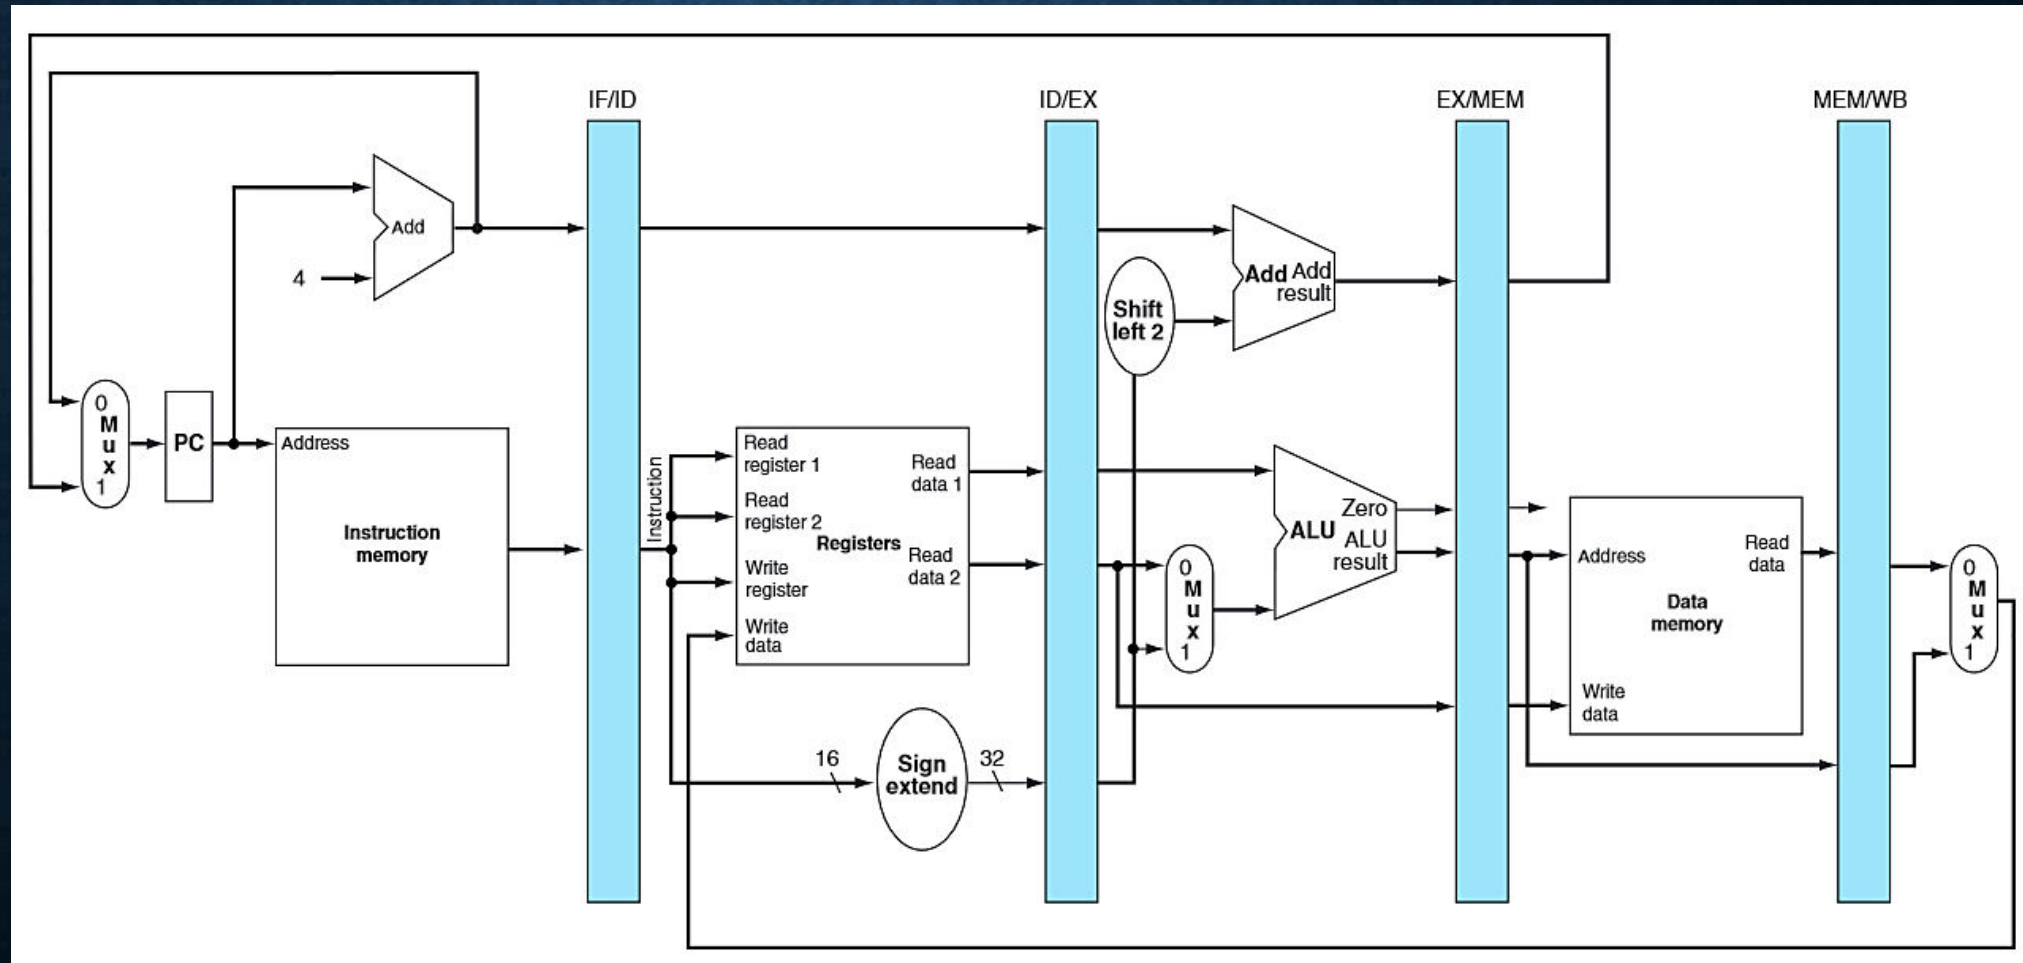 IF/ID
ID/EX
EX/MEM
MEM/WB
Add
4
Add Add
result
Shift
left 2
0
M
u
x
1
PC
Address
Instruction
memory
Instruction
Read
register 1
Read
register 2
Write
register
Write
data
Registers
Read
data 1
Read
data 2
16
Sign
extend
32
0
M
u
x
1
Zero
ALU
ALU
result
Address
Read
data
Data
memory
Write
data
0
M
u
x
1